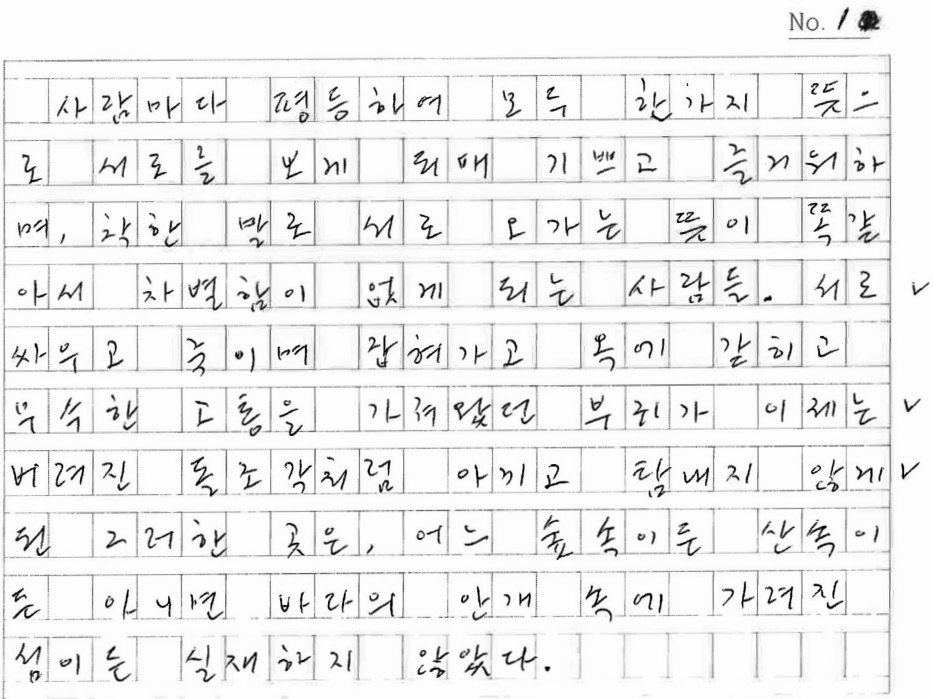 No. 1
사람마다 평등하여 모두 한가지 뜻으
로 서로를 보게 되매 기쁘고 즐거워하
며, 착한 말로 서로 오가는 뜻이 똑같
아서 차별함이 없게 되는 사람들. 서로 ✓
싸우고 죽이며 잡혀가고 옥에 갇히고
무수한 고통을 가져왔던 부귀가 이제는 ✓
버려진 돌조각처럼 아끼고 탐내지 않게 ✓
된 그러한 곳은, 어느 숲속이든 산속이
든 아니면 바다의 안개 속에 가려진
섬이든 실재하지 않았다.